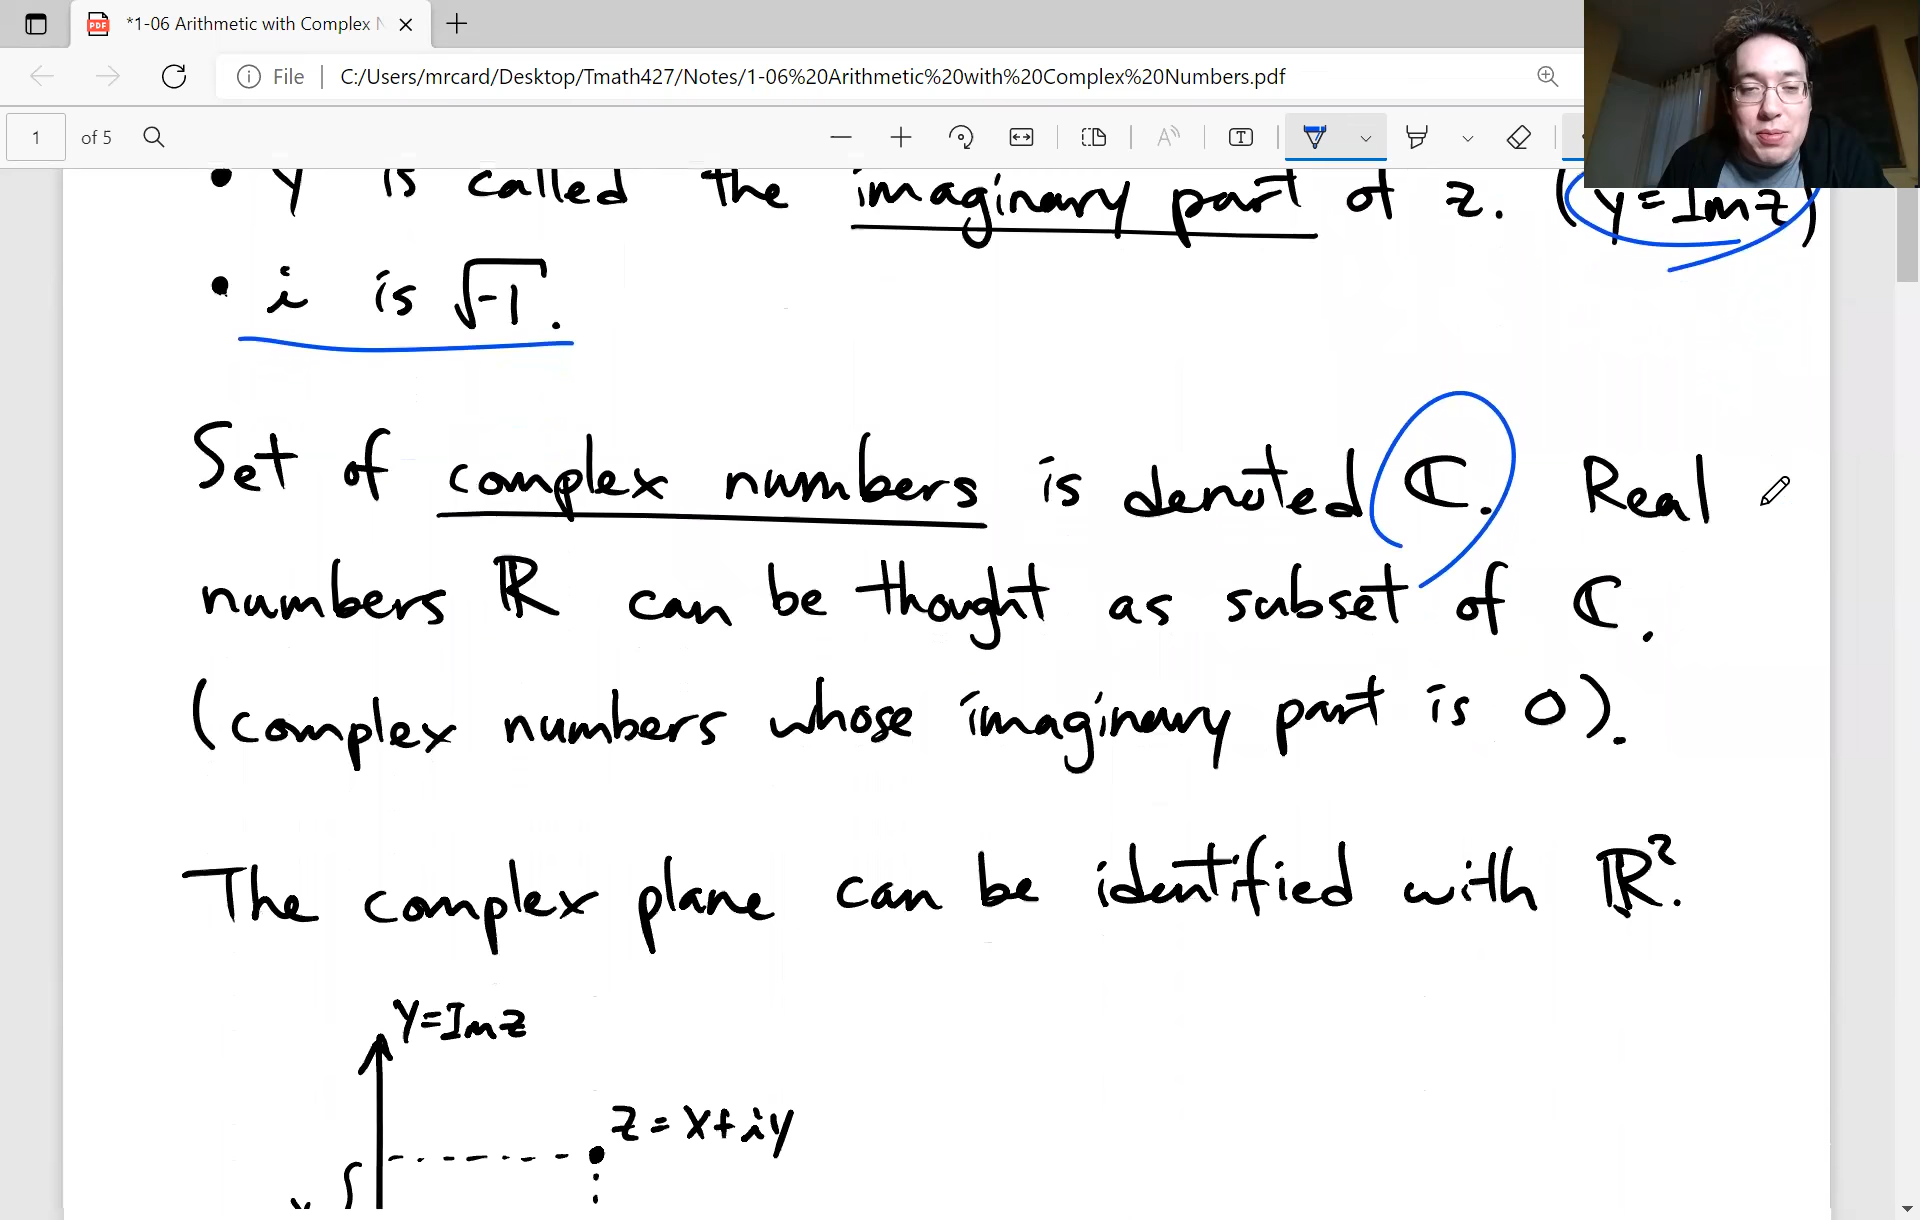 *1-06 Arithmetic with Complex N
File
C:/Users/mrcard/Desktop/Tmath427/Notes/1-06%20Arithmetic%20with%20Complex%20Numbers.pdf
1 of 5
• y is called the imaginary part of z. (y=Im z)
• i is √-1.
Set of complex numbers is denoted ℂ. Real
numbers ℝ can be thought as subset of ℂ.
(complex numbers whose imaginary part is 0).
The complex plane can be identified with ℝ².
y=Im z
z = x+iy